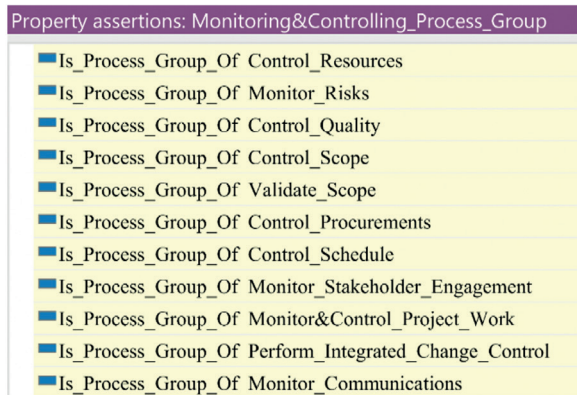 Property assertions: Monitoring&Controlling_Process_Group
Is_Process_Group_Of Control_Resources
Is_Process_Group_Of Monitor_Risks
Is_Process_Group_Of Control_Quality
Is_Process_Group_Of Control_Scope
Is_Process_Group_Of Validate_Scope
Is_Process_Group_Of Control_Procurements
Is_Process_Group_Of Control_Schedule
Is_Process_Group_Of Monitor_Stakeholder_Engagement
Is_Process_Group_Of Monitor&Control_Project_Work
Is_Process_Group_Of Perform_Integrated_Change_Control
Is_Process_Group_Of Monitor_Communications